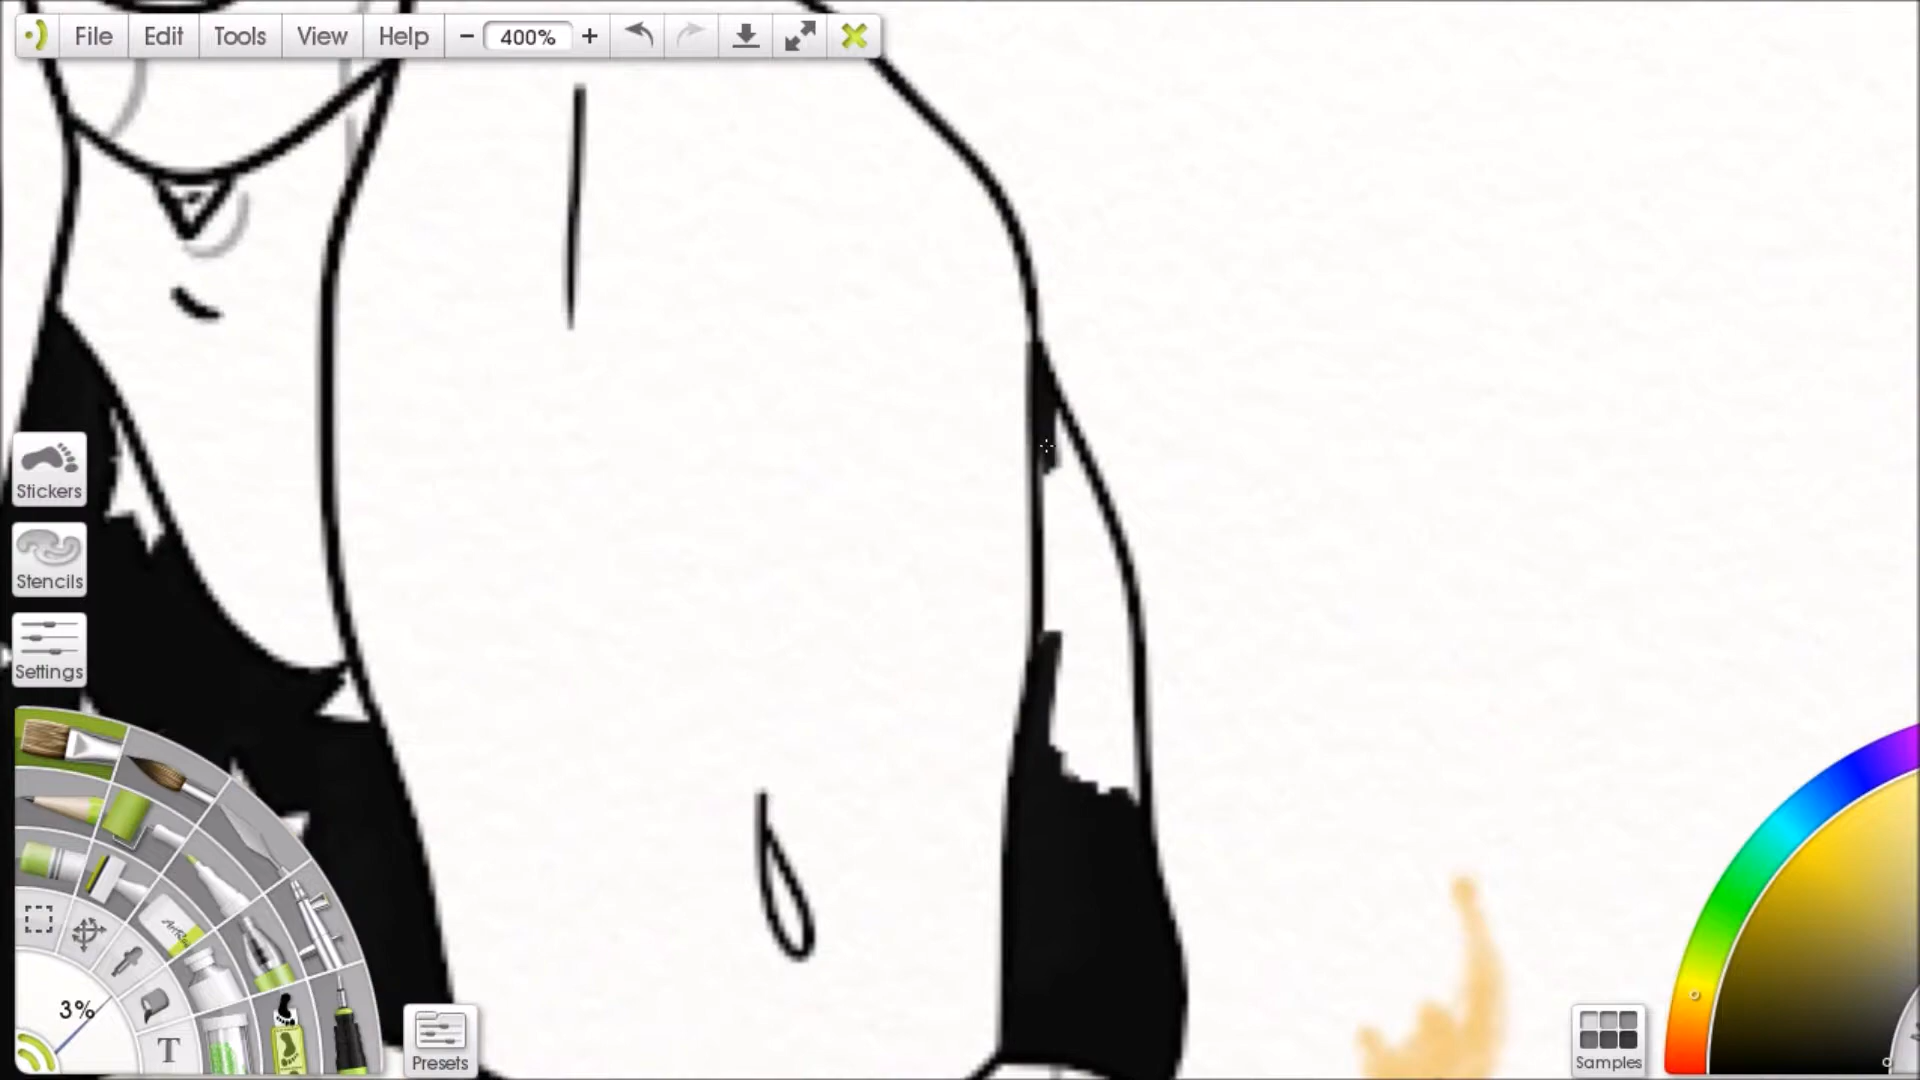 File Edit Tools View Help 400%
Stickers
Stencils
Settings
3%
T
Presets
Samples